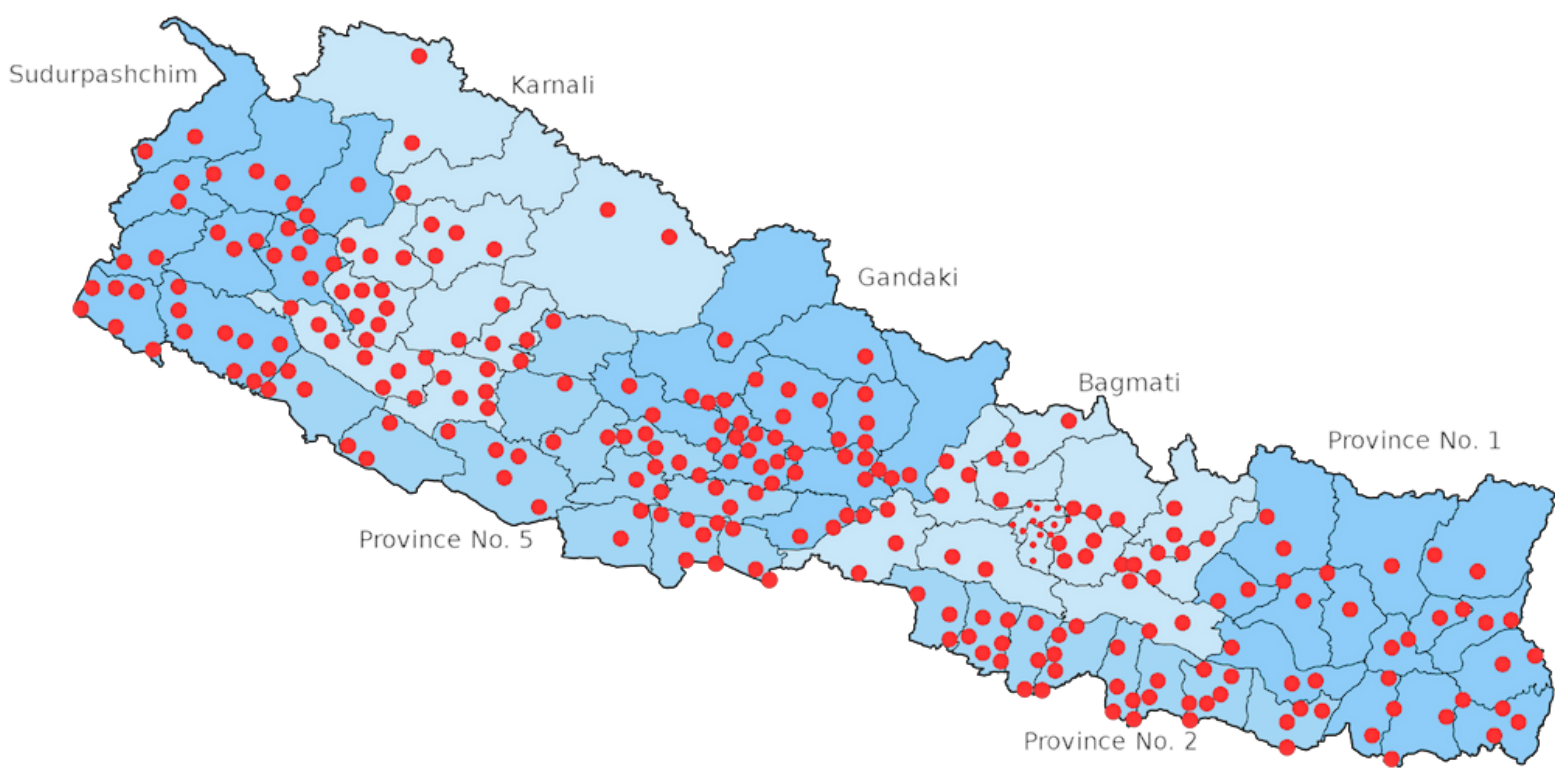 Sudurpashchim
Karnali
Gandaki
Bagmati
Province No. 1
Province No. 5
Province No. 2